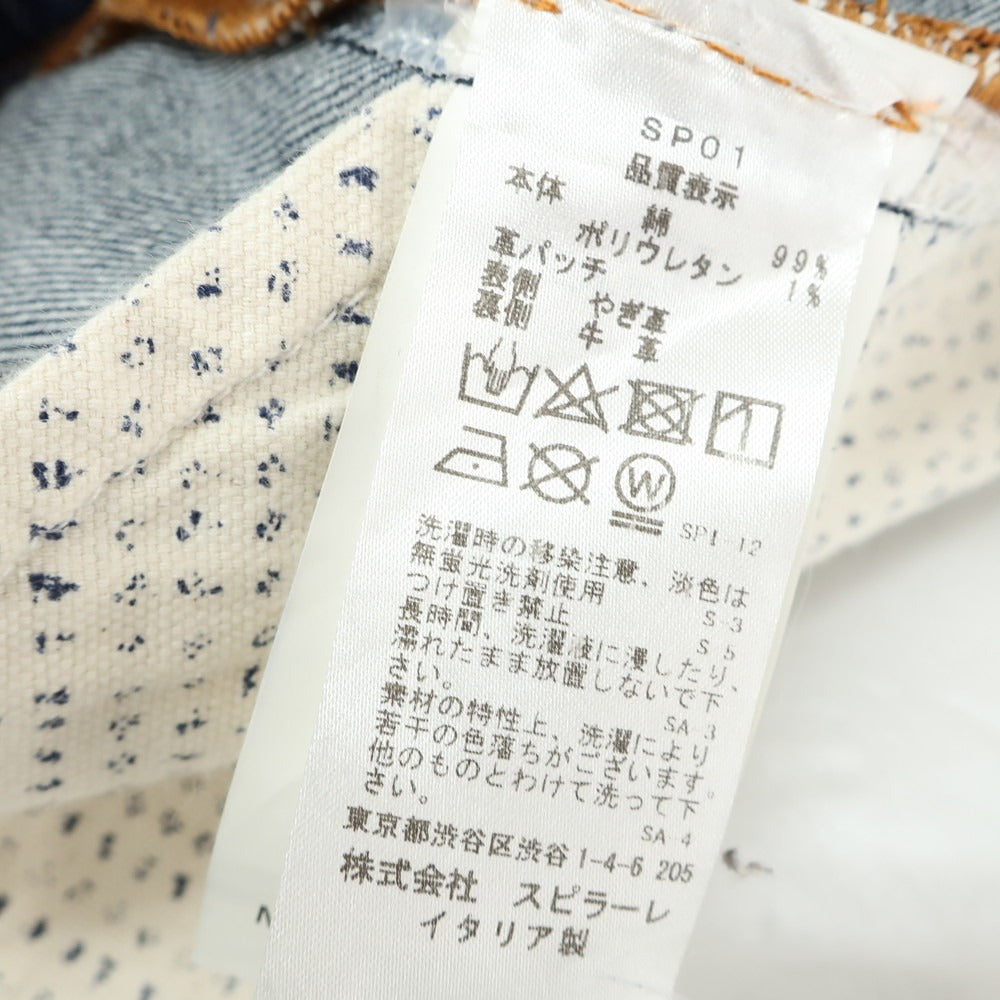 SP01
品質表示
本体 綿 99%
ポリウレタン 1%
革パッチ
表側 やぎ革
裏側 牛革
W
SP1-12
洗濯時の移染注意、淡色は
無蛍光洗剤使用 S-3
つけ置き禁止 S 5
長時間、洗濯液に浸したり、
濡れたまま放置しないで下
さい。 SA 3
素材の特性上、洗濯により
若干の色落ちがございます。
他のものとわけて洗って下
さい。 SA 4
東京都渋谷区渋谷1-4-6 205
株式会社 スピラーレ
イタリア製